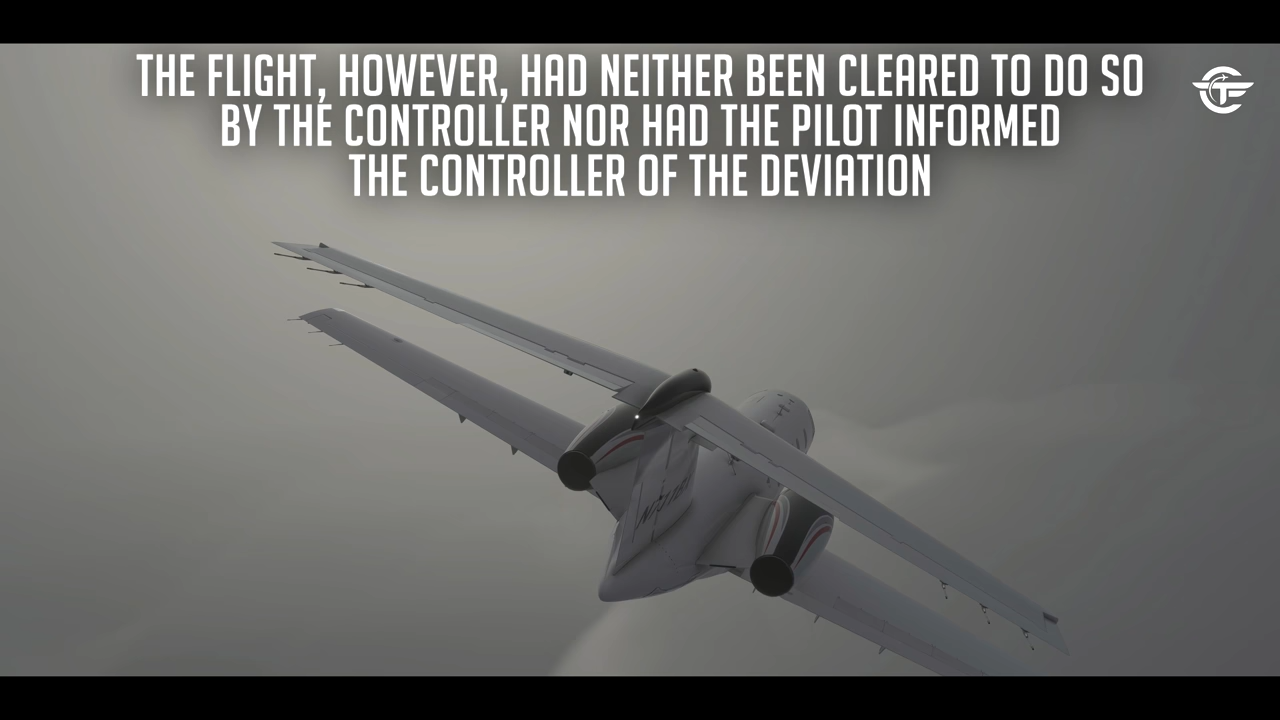 THE FLIGHT, HOWEVER, HAD NEITHER BEEN CLEARED TO DO SO
BY THE CONTROLLER NOR HAD THE PILOT INFORMED
THE CONTROLLER OF THE DEVIATION